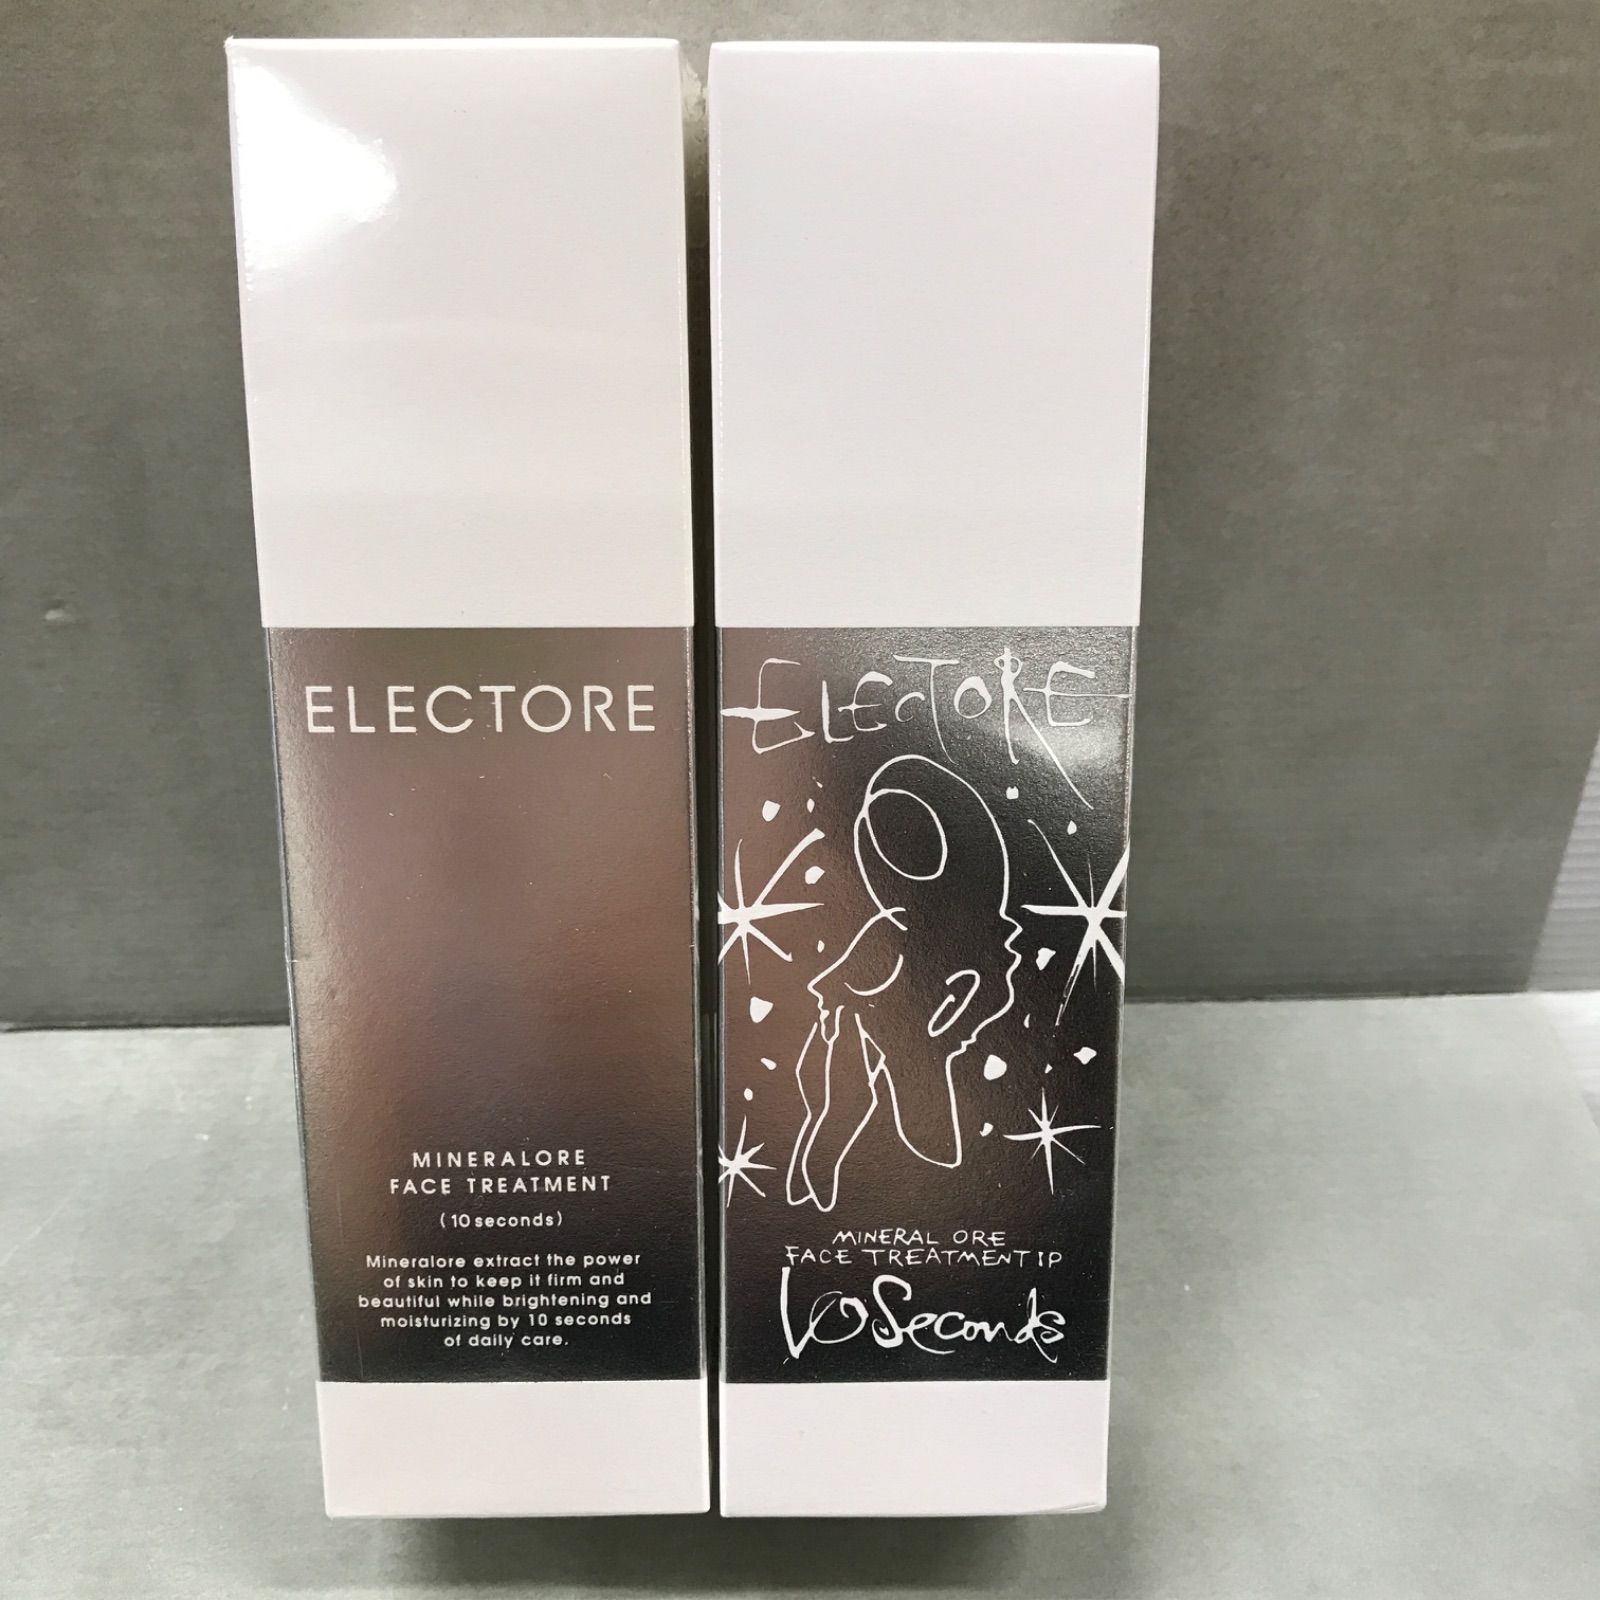 ELECTORE
MINERALORE
FACE TREATMENT
(10 seconds)
Mineralore extract the power
of skin to keep it firm and
beautiful while brightening and
moisturizing by 10 seconds
of daily care.
ELECTORE
MINERAL ORE
FACE TREATMENT IP
10 Seconds